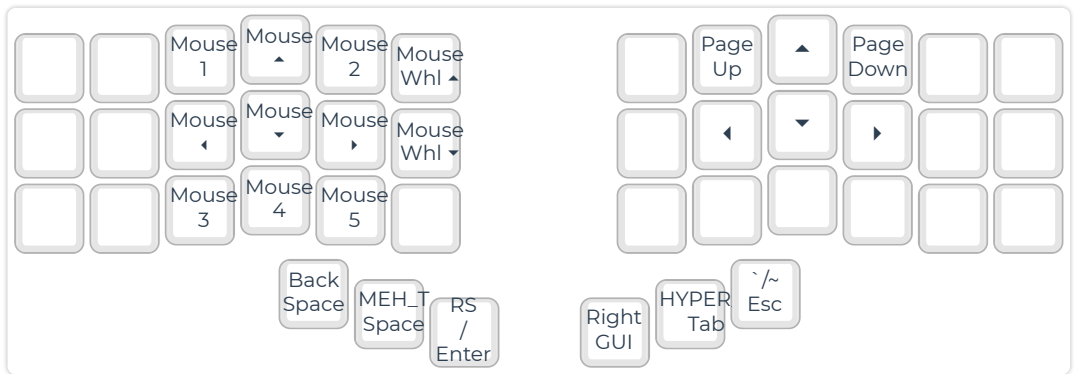 Mouse
1
Mouse
▲
Mouse
2
Mouse
Whl ▲
Page
Up
▲
Page
Down
Mouse
◂
Mouse
▼
Mouse
▸
Mouse
Whl ▼
◂
▼
▸
Mouse
3
Mouse
4
Mouse
5
Back
Space
MEH_T
Space
RS
/
Enter
Right
GUI
HYPER
Tab
`/~
Esc